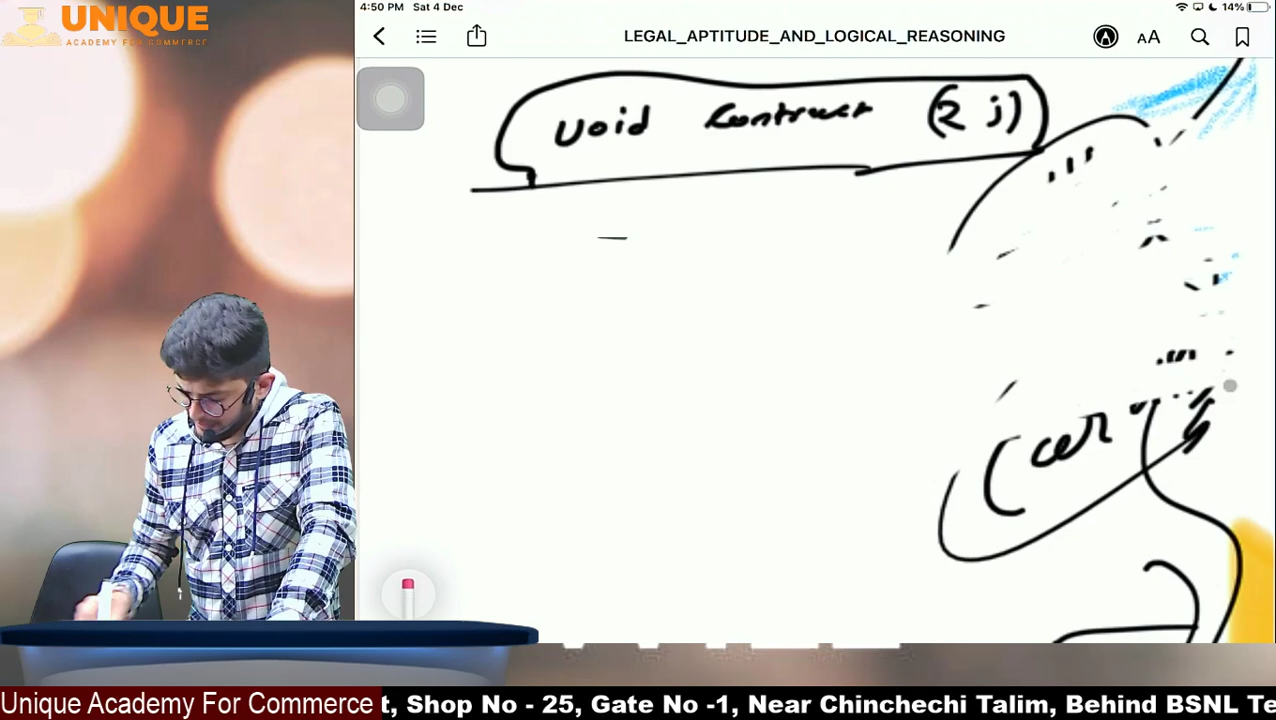 UNIQUE
ACADEMY FOR COMMERCE
4:50 PM Sat 4 Dec
14%
LEGAL_APTITUDE_AND_LOGICAL_REASONING
AA
void contract (2 j)
Unique Academy For Commerce
t, Shop No - 25, Gate No -1, Near Chinchechi Talim, Behind BSNL Te